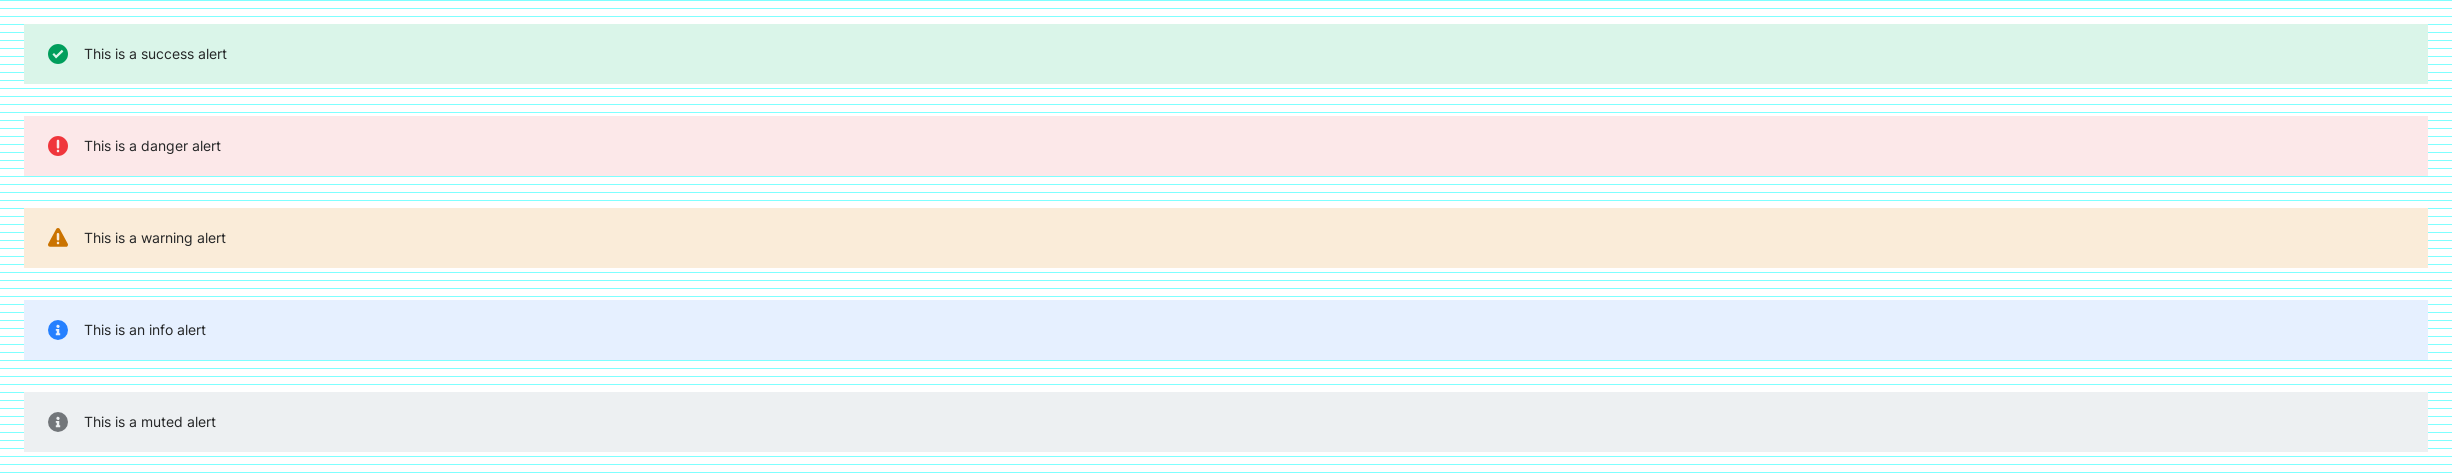 This is a success alert
This is a danger alert
This is a warning alert
This is an info alert
This is a muted alert